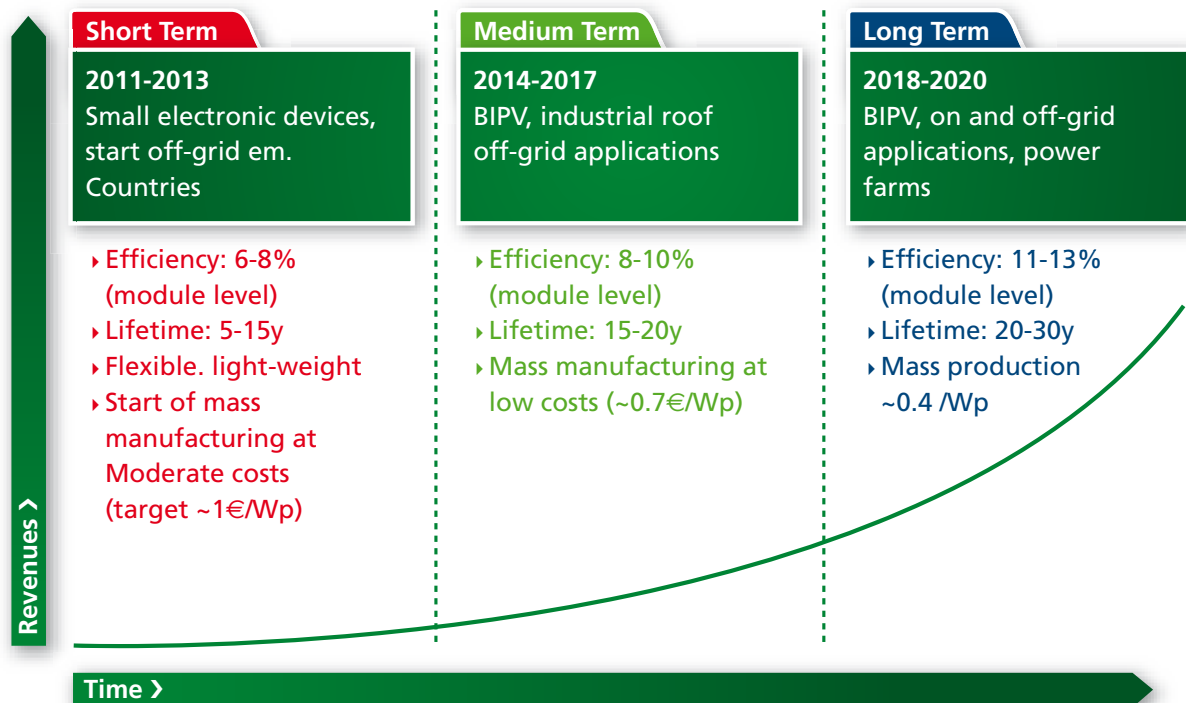 Short Term
2011-2013
Small electronic devices,
start off-grid em.
Countries
▸ Efficiency: 6-8%
(module level)
▸ Lifetime: 5-15y
▸ Flexible. light-weight
▸ Start of mass
manufacturing at
Moderate costs
(target ~1€/Wp)
Medium Term
2014-2017
BIPV, industrial roof
off-grid applications
▸ Efficiency: 8-10%
(module level)
▸ Lifetime: 15-20y
▸ Mass manufacturing at
low costs (~0.7€/Wp)
Long Term
2018-2020
BIPV, on and off-grid
applications, power
farms
▸ Efficiency: 11-13%
(module level)
▸ Lifetime: 20-30y
▸ Mass production
~0.4 /Wp
Revenues ❯
Time ❯